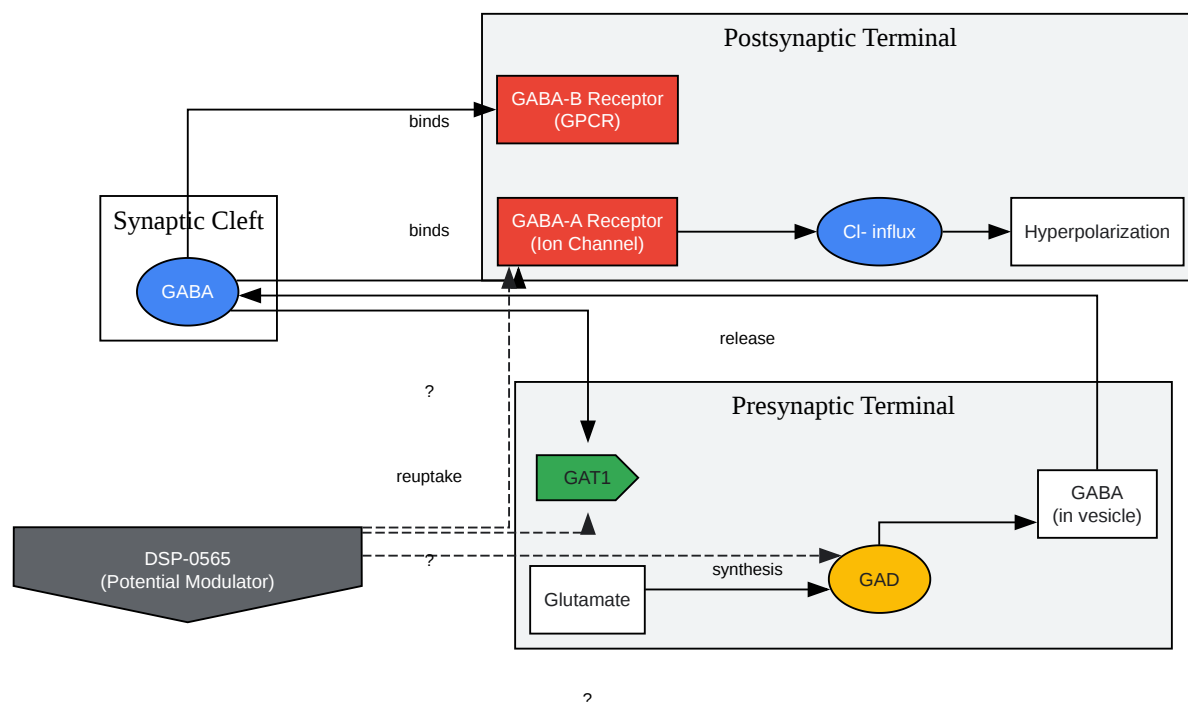 Postsynaptic Terminal
GABA-B Receptor
(GPCR)
binds
Synaptic Cleft
GABA-A Receptor
(Ion Channel)
binds
Cl- influx
Hyperpolarization
GABA
release
?
Presynaptic Terminal
reuptake
GAT1
GABA
(in vesicle)
DSP-0565
(Potential Modulator)
?
synthesis
GAD
Glutamate
?